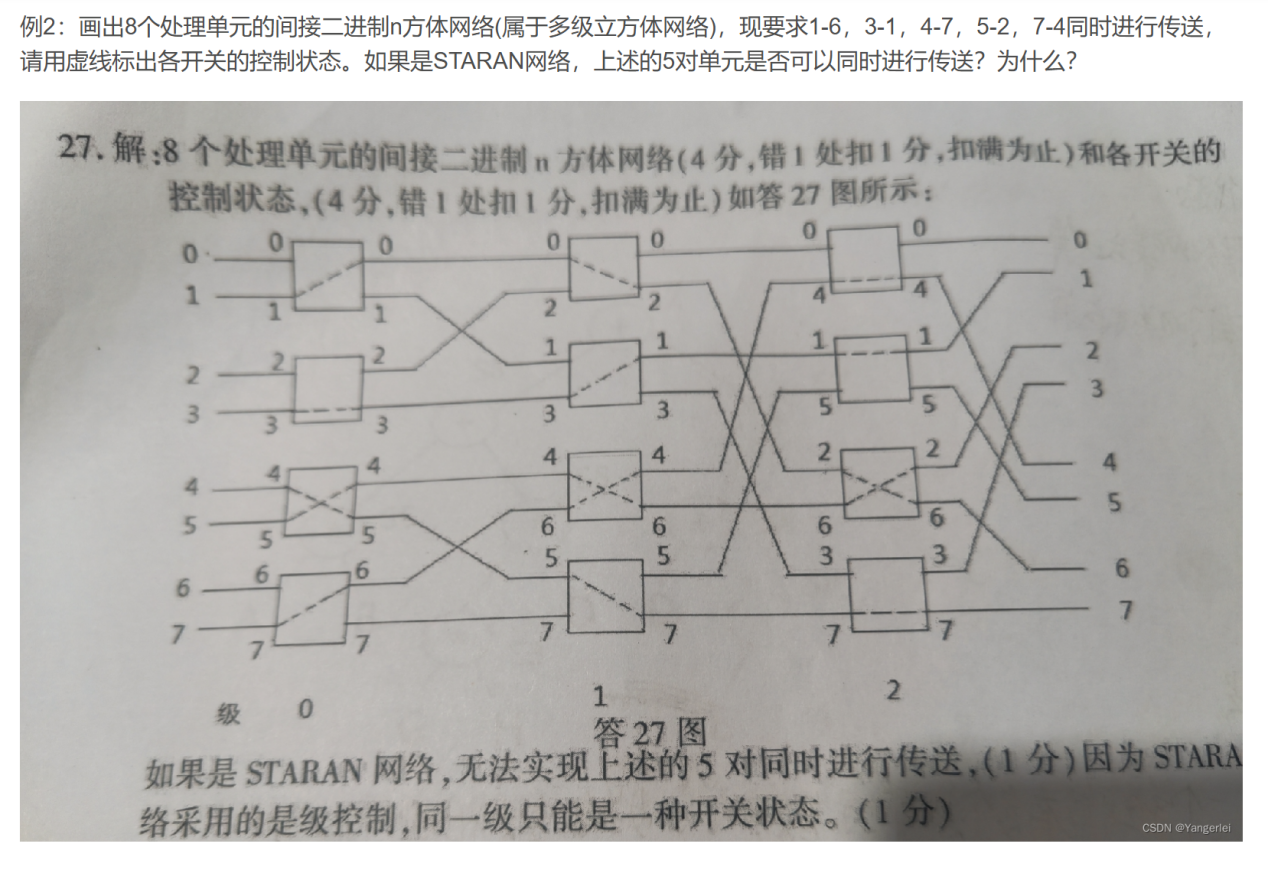 例2：画出8个处理单元的间接二进制n方体网络(属于多级立方体网络)，现要求1-6，3-1，4-7，5-2，7-4同时进行传送，
请用虚线标出各开关的控制状态。如果是STARAN网络，上述的5对单元是否可以同时进行传送？为什么？
27. 解:8 个处理单元的间接二进制 n 方体网络(4 分,错 1 处扣 1 分,扣满为止)和各开关的
控制状态,(4 分,错 1 处扣 1 分,扣满为止)如答 27 图所示:
0 0 0 0 0 0 0 0
1 1 1 2 2 4 4 1
2 2 2 1 1 1 1 2
3 3 3 3 3 5 5 3
4 4 4 4 4 2 2 4
5 5 5 6 6 6 6 5
6 6 6 5 5 3 3 6
7 7 7 7 7 7 7 7
级 0 1 2
答 27 图
如果是 STARAN 网络,无法实现上述的 5 对同时进行传送,(1 分)因为 STARA
络采用的是级控制,同一级只能是一种开关状态。(1 分)
CSDN @Yangerlei